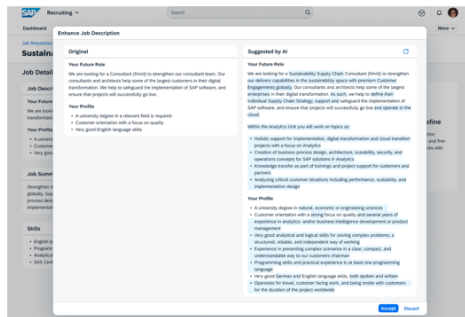 SAP Recruiting
Search
Dashboard
More
Job Requisition
Enhance Job Description
Sustain
Original
Suggested by AI
Job Detail
Your Future Role
We are looking for a Consultant (f/m/d) to strengthen our consultant team. Our
consultants and architects help some of the largest customers in their digital
transformation. We help to safeguard the implementation of SAP software, and
ensure that projects will successfully go live.
Your Profile
• A university degree in a relevant field is required
• Customer orientation with a focus on quality
• Very good English language skills
Your Future Role
We are looking for a Sustainability Supply Chain Consultant (f/m/d) to strengthen
our delivery capabilities in the sustainability space with premium Customer
Engagements globally. Our consultants and architects help some of the largest
enterprises in their digital transformation. As such, we help to define their
individual Supply Chain Strategy, support and safeguard the implementation of
SAP software, and ensure that projects will successfully go live and operate in the
cloud
Within the Analytics Unit you will work on topics as:
• Holistic support for implementation, digital transformation and cloud transition
projects with a focus on Analytics
• Creation of business process design, architecture, scalability, security, and
operations concepts for SAP solutions in Analytics
• Knowledge transfer as part of trainings and project support for customers and
partners
• Analyzing critical customer situations including performance, scalability, and
implementation design
Your Profile
• A university degree in natural, economic or engineering sciences
• Customer orientation with a strong focus on quality and several years of
experience in analytics- and/or business intelligence development or product
management
• Very good analytical and logical skills for solving complex problems; a
structured, reliable, and independent way of working
• Experience in presenting complex scenarios in a clear, compact, and
understandable way to our customers chairman
• Programming skills and practical experience in at least one programming
language
• Very good German and English language skills, both spoken and written
• Openness for travel, customer facing work, and being onsite with customers
for the duration of the project worldwide
Job Descri
Your Future
We are look
Your Profile
• A univers
• Custome
• Very goo
Job Summ
Strengthen d
globally. Sup
process desi
implementat
Skills
• English s
• Program
• Analytics
• SAS Cert
efine
and fine
cts with
Accept
Discard